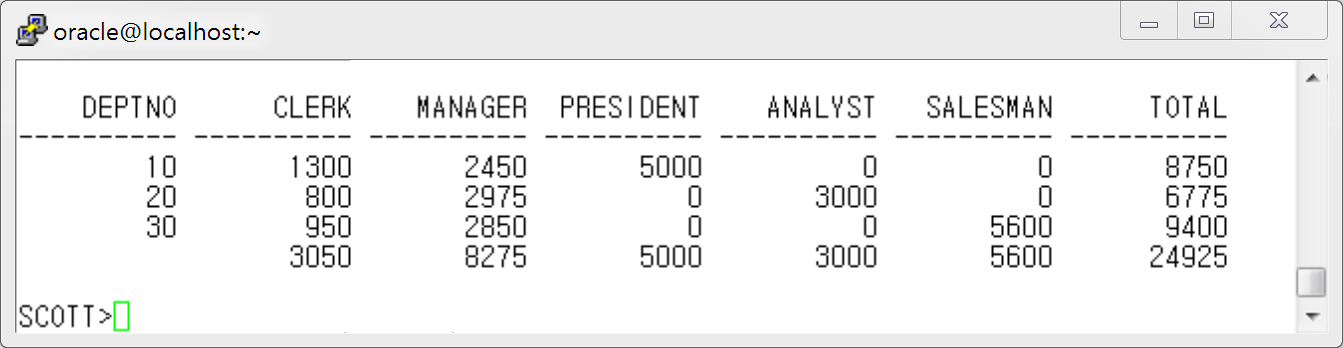 oracle@localhost:~
DEPTNO CLERK MANAGER PRESIDENT ANALYST SALESMAN TOTAL
---------- ---------- ---------- ---------- ---------- ---------- ----------
10 1300 2450 5000 0 0 8750
20 800 2975 0 3000 0 6775
30 950 2850 0 0 5600 9400
3050 8275 5000 3000 5600 24925
SCOTT>